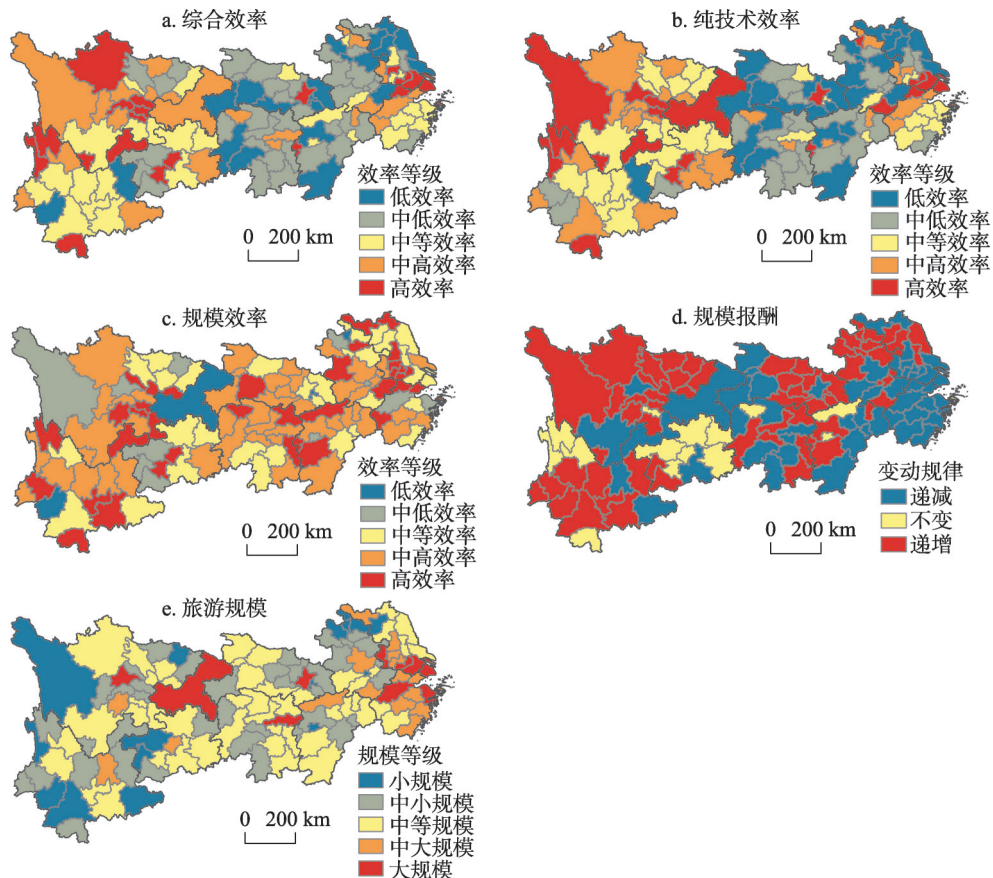 a. 综合效率
效率等级
低效率
中低效率
中等效率
中高效率
高效率
0 200 km
b. 纯技术效率
效率等级
低效率
中低效率
中等效率
中高效率
高效率
0 200 km
c. 规模效率
效率等级
低效率
中低效率
中等效率
中高效率
高效率
0 200 km
d. 规模报酬
变动规律
递减
不变
递增
0 200 km
e. 旅游规模
规模等级
小规模
中小规模
中等规模
中大规模
大规模
0 200 km